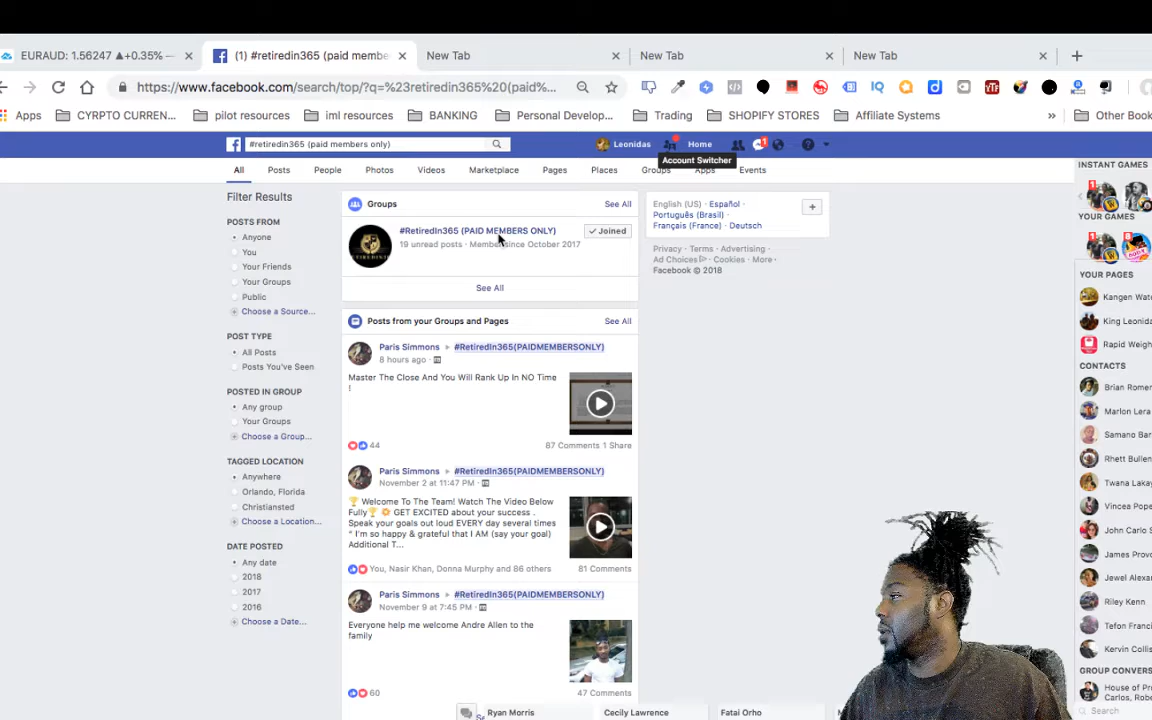 EURAUD: 1.56247 ▲+0.35% —
(1) #retiredin365 (paid membe
New Tab
New Tab
New Tab
https://www.facebook.com/search/top/?q=%23retiredin365%20(paid%...
Apps
CYRPTO CURREN...
pilot resources
iml resources
BANKING
Personal Develop...
Trading
SHOPIFY STORES
Affiliate Systems
Other Book
#retiredin365 (paid members only)
Leonidas
Home
Account Switcher
All
Posts
People
Photos
Videos
Marketplace
Pages
Places
Groups
Apps
Events
Filter Results
POSTS FROM
Anyone
You
Your Friends
Your Groups
Public
Choose a Source...
POST TYPE
All Posts
Posts You've Seen
POSTED IN GROUP
Any group
Your Groups
Choose a Group...
TAGGED LOCATION
Anywhere
Orlando, Florida
Christiansted
Choose a Location...
DATE POSTED
Any date
2018
2017
2016
Choose a Date...
Groups
See All
#RetiredIn365 (PAID MEMBERS ONLY)
Joined
19 unread posts · Member since October 2017
See All
Posts from your Groups and Pages
See All
Paris Simmons ▸ #RetiredIn365(PAIDMEMBERSONLY)
8 hours ago ·
Master The Close And You Will Rank Up In NO Time
!
44
87 Comments 1 Share
Paris Simmons ▸ #RetiredIn365(PAIDMEMBERSONLY)
November 2 at 11:47 PM ·
🏆 Welcome To The Team! Watch The Video Below
Fully🏆 💥 GET EXCITED about your success .
Speak your goals out loud EVERY day several times
" I'm so happy & grateful that I AM (say your goal)
Additional T...
You, Nasir Khan, Donna Murphy and 86 others
81 Comments
Paris Simmons ▸ #RetiredIn365(PAIDMEMBERSONLY)
November 9 at 7:45 PM ·
Everyone help me welcome Andre Allen to the
family
60
47 Comments
English (US) · Español ·
Português (Brasil) ·
Français (France) · Deutsch
Privacy · Terms · Advertising ·
Ad Choices · Cookies · More ·
Facebook © 2018
INSTANT GAMES
YOUR GAMES
YOUR PAGES
Kangen Wat
King Leonida
Rapid Weigh
CONTACTS
Brian Romer
Marlon Lera
Samano Bar
Rhett Bullen
Twana Lakay
Vincea Pope
John Carlo S
James Provo
Jewel Alexa
Riley Kenn
Tefon Franci
Kervin Collis
GROUP CONVERS
House of Pr
Carlos, Robe
Search
Ryan Morris
Cecily Lawrence
Fatai Orho